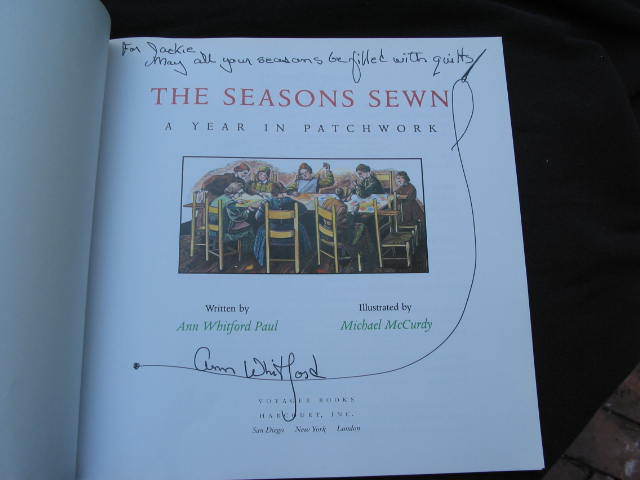 For Jackie
May all your seasons be filled with quilts
THE SEASONS SEWN
A YEAR IN PATCHWORK
Written by
Ann Whitford Paul
Illustrated by
Michael McCurdy
Ann Whitford
VOYAGER BOOKS
HARCOURT, INC.
San Diego New York London